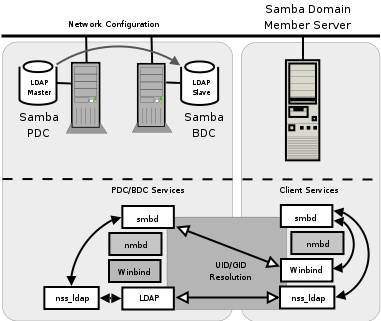 Network Configuration
Samba Domain
Member Server
LDAP
Master
LDAP
Slave
Samba
PDC
Samba
BDC
PDC/BDC Services
Client Services
smbd
nmbd
Winbind
nss_ldap
LDAP
UID/GID
Resolution
smbd
nmbd
Winbind
nss_ldap